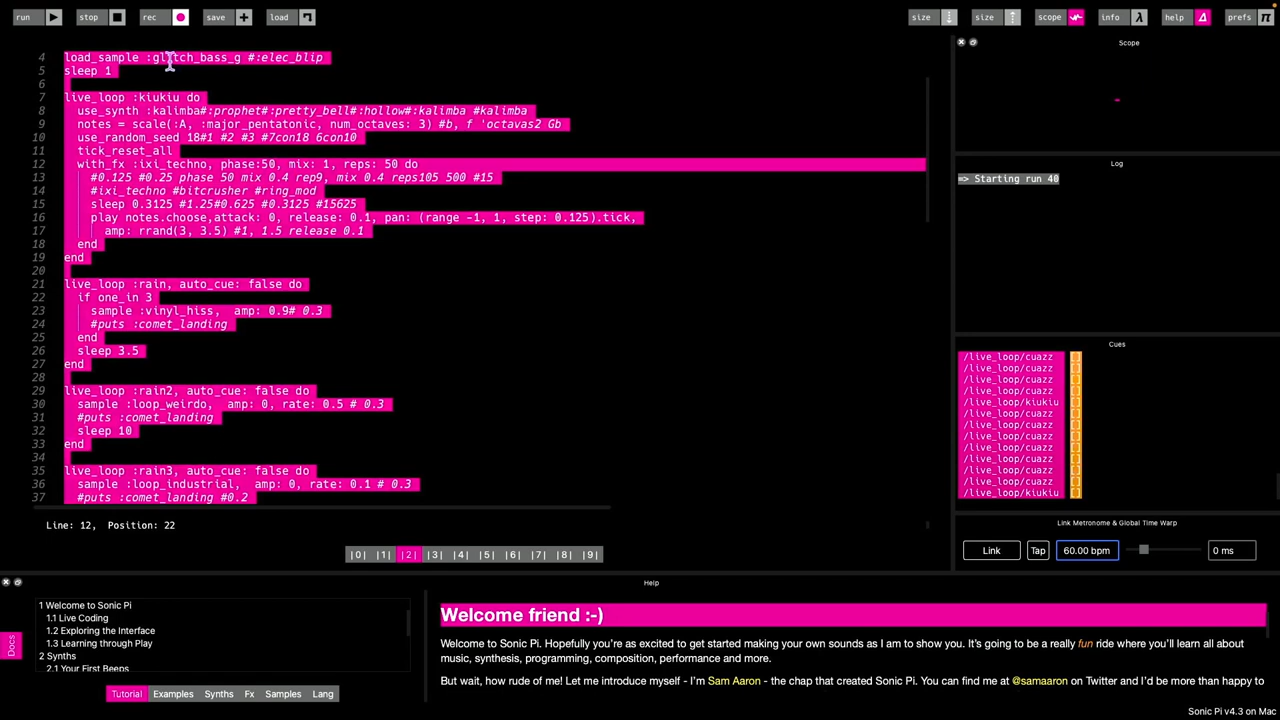 run
stop
rec
save
load
size
size
scope
info
help
prefs
4 load_sample :glitch_bass_g #:elec_blip
5 sleep 1
6
7 live_loop :kiukiu do
8 use_synth :kalimba#:prophet#:pretty_bell#:hollow#:kalimba #kalimba
9 notes = scale(:A, :major_pentatonic, num_octaves: 3) #b, f 'octavas2 Gb
10 use_random_seed 18#1 #2 #3 #7con18 6con10
11 tick_reset_all
12 with_fx :ixi_techno, phase:50, mix: 1, reps: 50 do
13 #0.125 #0.25 phase 50 mix 0.4 rep9, mix 0.4 reps105 500 #15
14 #ixi_techno #bitcrusher #ring_mod
15 sleep 0.3125 #1.25#0.625 #0.3125 #15625
16 play notes.choose,attack: 0, release: 0.1, pan: (range -1, 1, step: 0.125).tick,
17 amp: rrand(3, 3.5) #1, 1.5 release 0.1
18 end
19 end
20
21 live_loop :rain, auto_cue: false do
22 if one_in 3
23 sample :vinyl_hiss, amp: 0.9# 0.3
24 #puts :comet_landing
25 end
26 sleep 3.5
27 end
28
29 live_loop :rain2, auto_cue: false do
30 sample :loop_weirdo, amp: 0, rate: 0.5 # 0.3
31 #puts :comet_landing
32 sleep 10
33 end
34
35 live_loop :rain3, auto_cue: false do
36 sample :loop_industrial, amp: 0, rate: 0.1 # 0.3
37 #puts :comet_landing #0.2
Line: 12, Position: 22
|0| |1| |2| |3| |4| |5| |6| |7| |8| |9|
Scope
Log
=> Starting run 40
Cues
/live_loop/cuazz []
/live_loop/cuazz []
/live_loop/cuazz []
/live_loop/cuazz []
/live_loop/kiukiu []
/live_loop/cuazz []
/live_loop/cuazz []
/live_loop/cuazz []
/live_loop/cuazz []
/live_loop/cuazz []
/live_loop/cuazz []
/live_loop/cuazz []
/live_loop/kiukiu []
Link Metronome & Global Time Warp
Link
Tap
60.00 bpm
0 ms
Help
Docs
1 Welcome to Sonic Pi
1.1 Live Coding
1.2 Exploring the Interface
1.3 Learning through Play
2 Synths
2.1 Your First Beeps
Tutorial
Examples
Synths
Fx
Samples
Lang
Welcome friend :-)
Welcome to Sonic Pi. Hopefully you're as excited to get started making your own sounds as I am to show you. It's going to be a really fun ride where you'll learn all about
music, synthesis, programming, composition, performance and more.
But wait, how rude of me! Let me introduce myself - I'm Sam Aaron - the chap that created Sonic Pi. You can find me at @samaaron on Twitter and I'd be more than happy to
Sonic Pi v4.3 on Mac